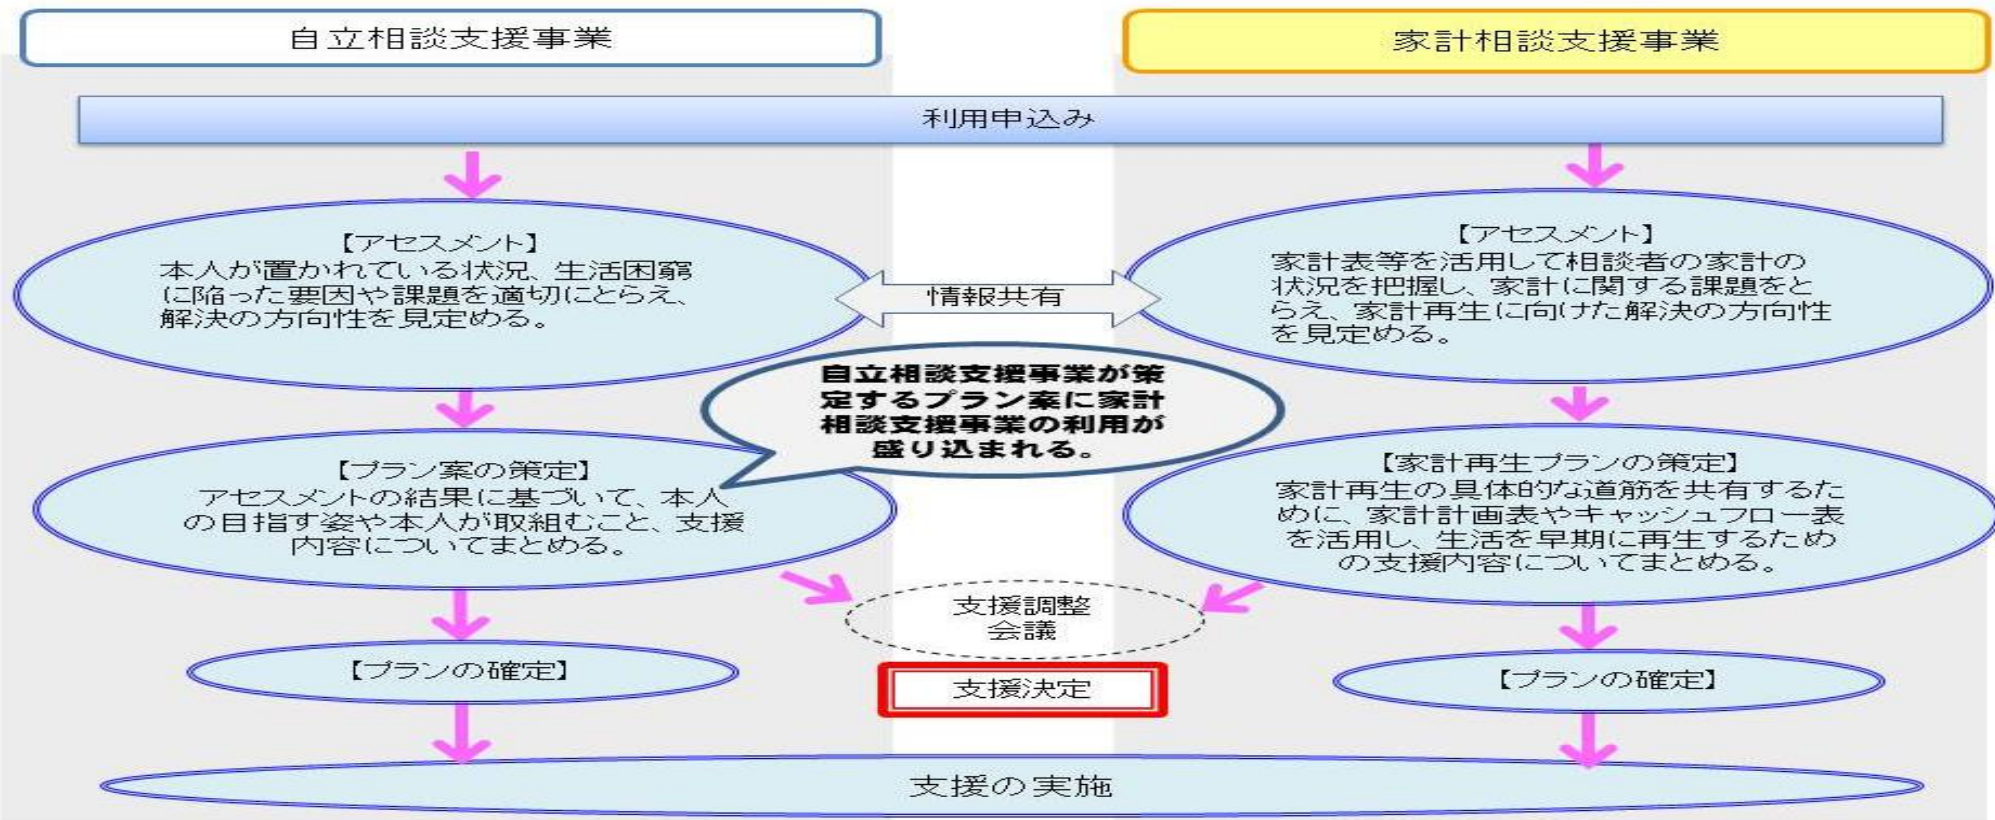 自立相談支援事業
家計相談支援事業
利用申込み
【アセスメント】
本人が置かれている状況、生活困窮
に陥った要因や課題を適切にとらえ、
解決の方向性を見定める。
情報共有
【アセスメント】
家計表等を活用して相談者の家計の
状況を把握し、家計に関する課題をと
らえ、家計再生に向けた解決の方向性
を見定める。
自立相談支援事業が策
定するプラン案に家計
相談支援事業の利用が
盛り込まれる。
【プラン案の策定】
アセスメントの結果に基づいて、本人
の目指す姿や本人が取組むこと、支援
内容についてまとめる。
【家計再生プランの策定】
家計再生の具体的な道筋を共有するた
めに、家計計画表やキャッシュフロー表
を活用し、生活を早期に再生するため
の支援内容についてまとめる。
支援調整
会議
【プランの確定】
支援決定
【プランの確定】
支援の実施